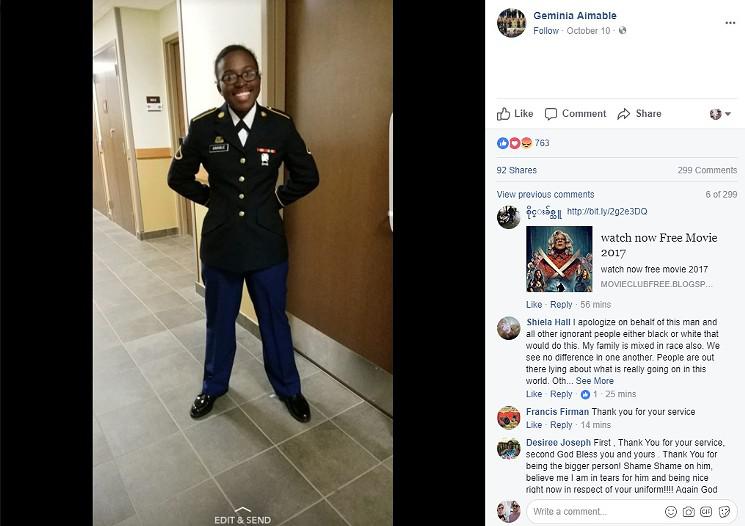 Geminia Aimable
Follow · October 10 ·
Like Comment Share
763
92 Shares 299 Comments
View previous comments 6 of 299
http://bit.ly/2g2e3DQ
watch now Free Movie
2017
watch now free movie 2017
MOVIECLUBFREE.BLOGSP...
Like · Reply · 56 mins
Shiela Hall I apologize on behalf of this man and
all other ignorant people either black or white that
would do this. My family is mixed in race also. We
see no difference in one another. People are out
there lying about what is really going on in this
world. Oth... See More
Like · Reply · 1 · 25 mins
Francis Firman Thank you for your service
Like · Reply · 14 mins
Desiree Joseph First , Thank You for your service,
second God Bless you and yours . Thank You for
being the bigger person! Shame Shame on him,
believe me I am in tears for him and being nice
right now in respect of your uniform!!!! Again God
Write a comment...
EDIT & SEND